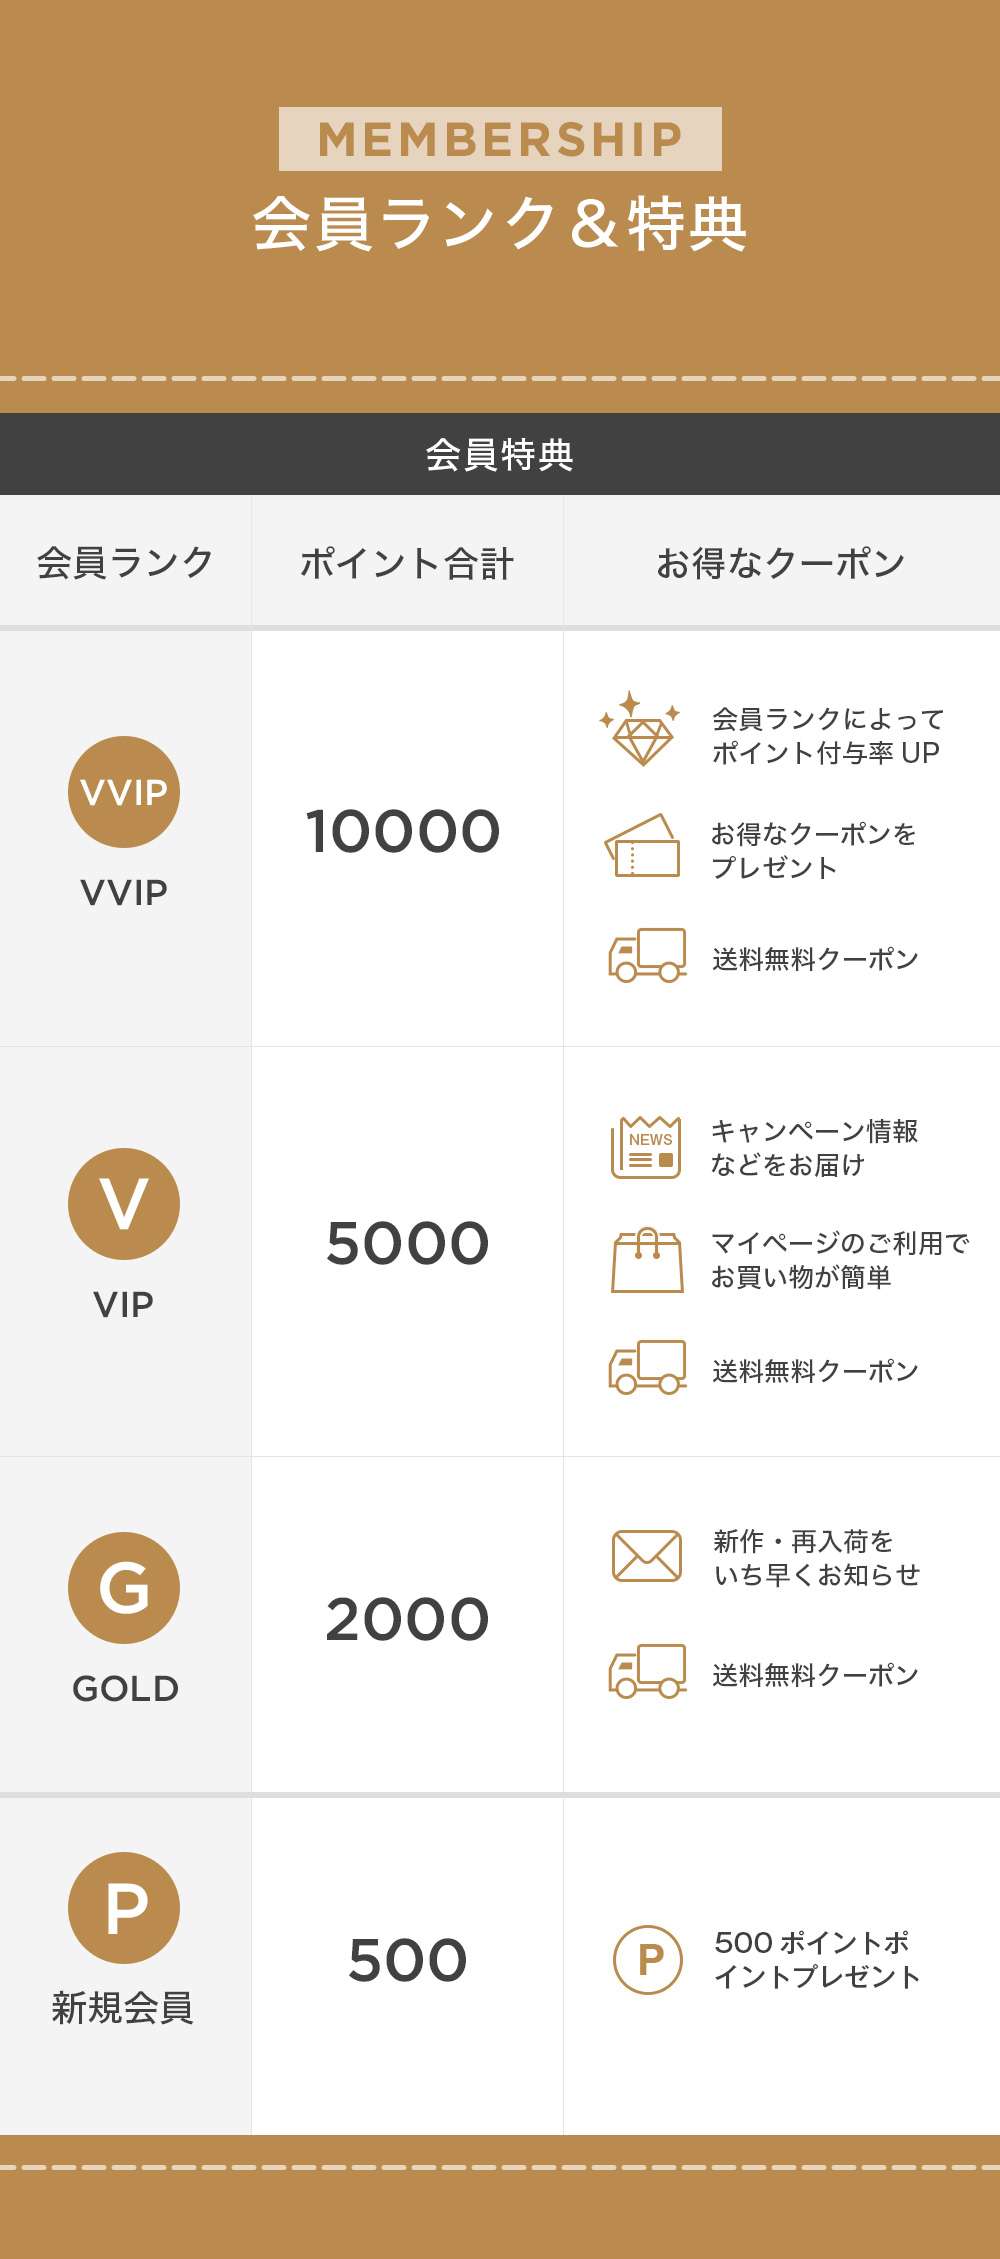 MEMBERSHIP
会員ランク＆特典
会員特典
会員ランク ポイント合計 お得なクーポン
VVIP
VVIP
10000
会員ランクによって
ポイント付与率 UP
お得なクーポンを
プレゼント
送料無料クーポン
V
VIP
5000
NEWS
キャンペーン情報
などをお届け
マイページのご利用で
お買い物が簡単
送料無料クーポン
G
GOLD
2000
新作・再入荷を
いち早くお知らせ
送料無料クーポン
P
新規会員
500
P
500 ポイントポ
イントプレゼント